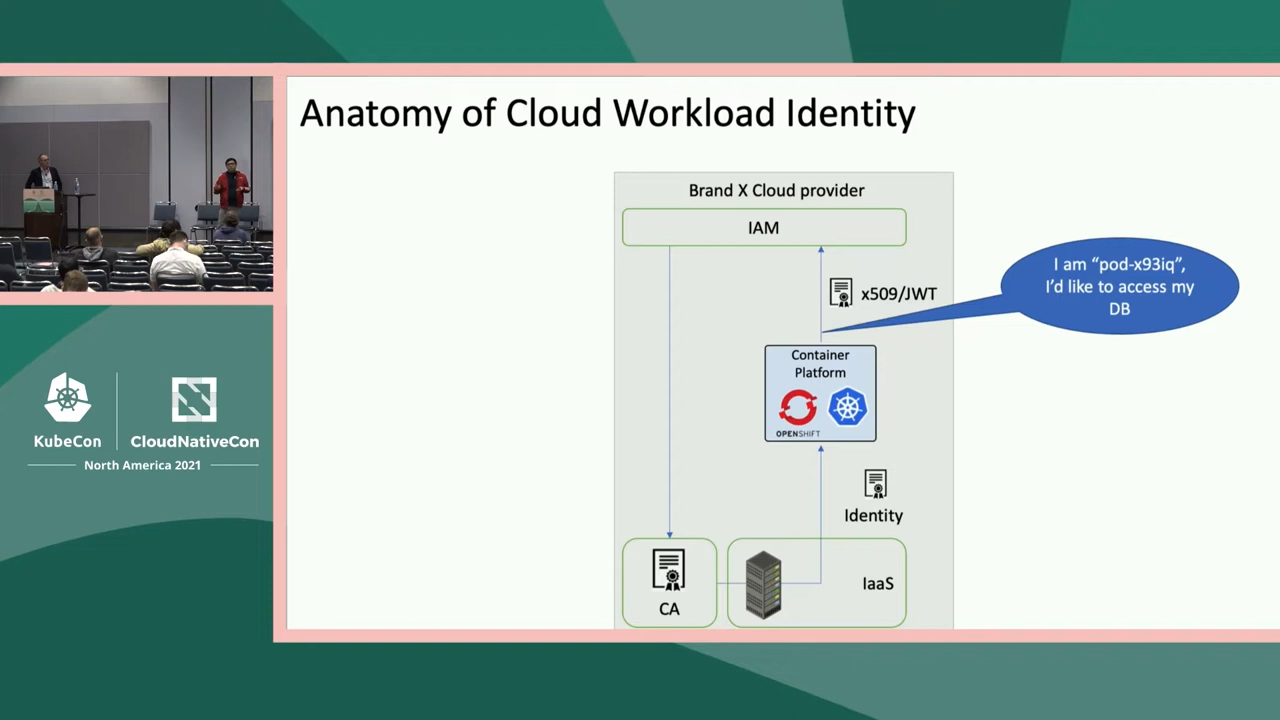 Anatomy of Cloud Workload Identity
Brand X Cloud provider
IAM
I am “pod-x93iq”,
I’d like to access my
DB
x509/JWT
Container
Platform
OPENSHIFT
Identity
CA
IaaS
KubeCon
CloudNativeCon
North America 2021